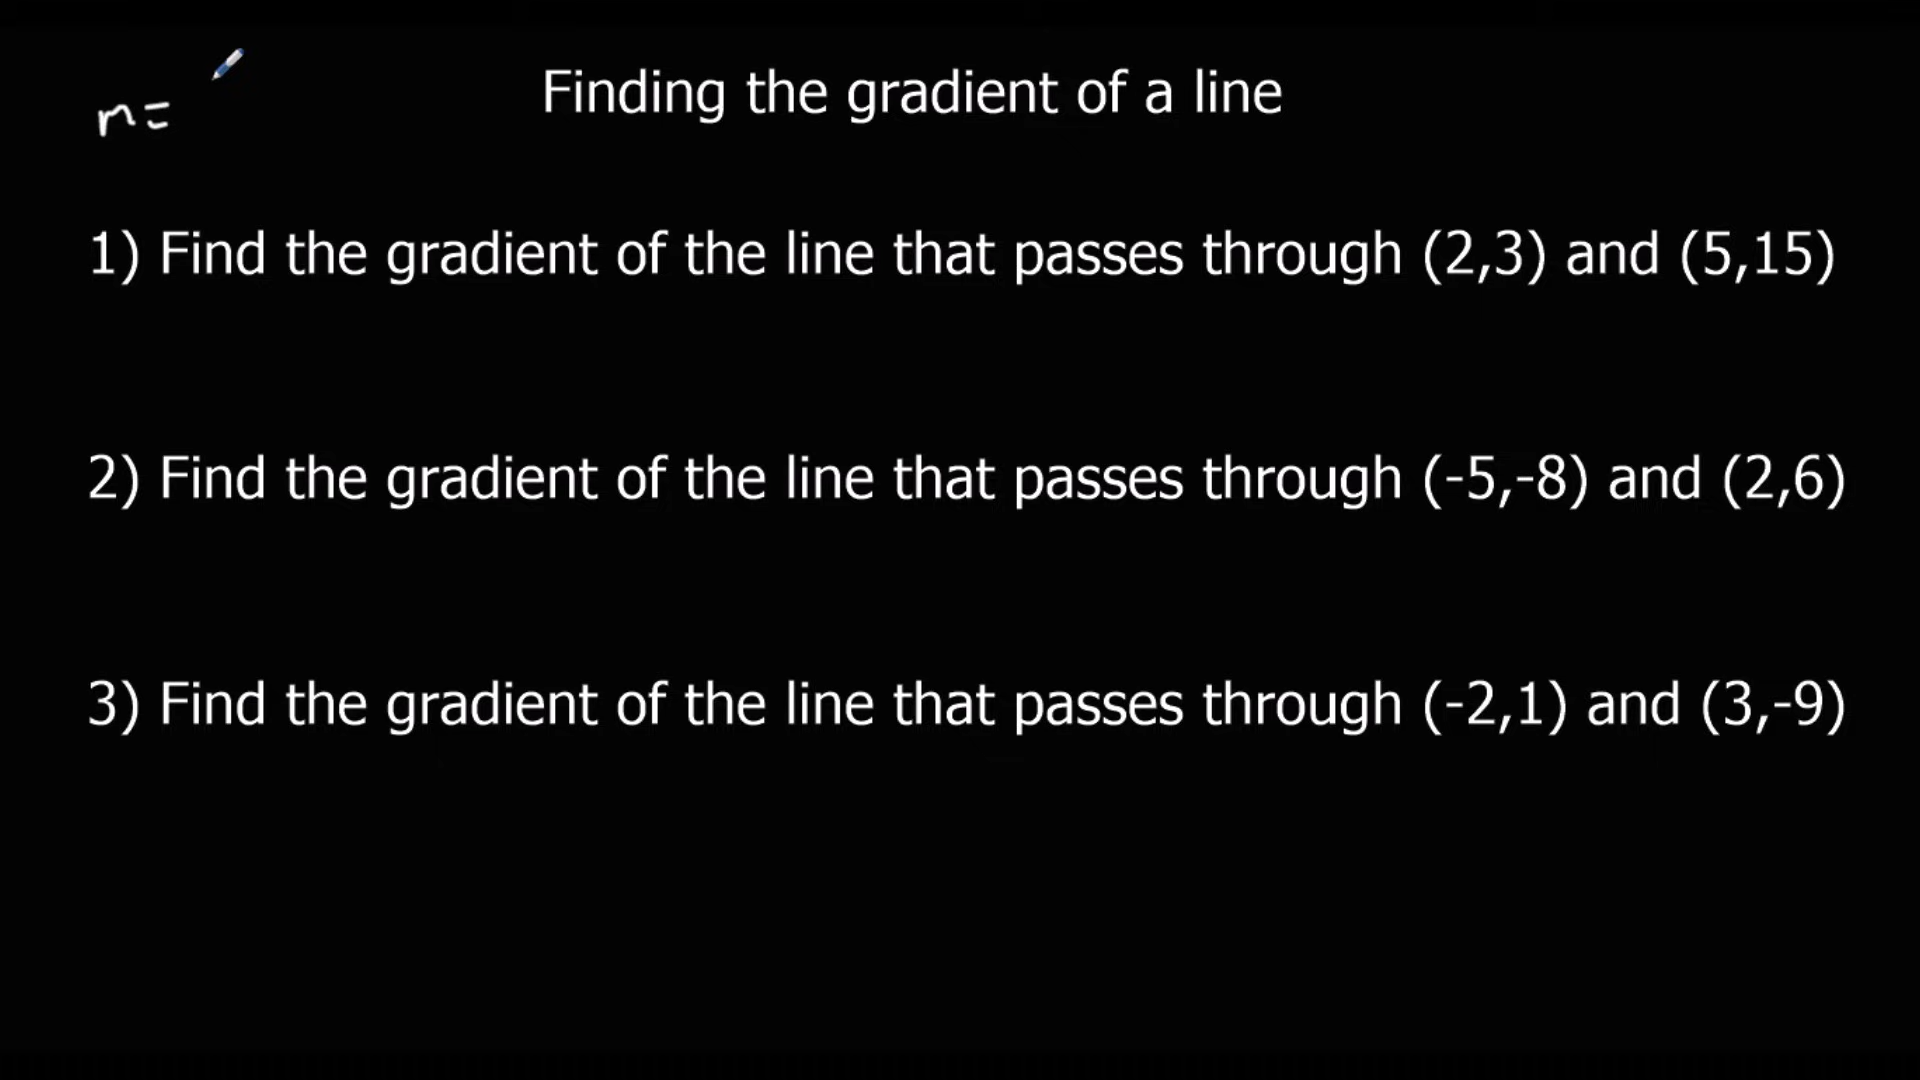 m=
Finding the gradient of a line
1) Find the gradient of the line that passes through (2,3) and (5,15)
2) Find the gradient of the line that passes through (-5,-8) and (2,6)
3) Find the gradient of the line that passes through (-2,1) and (3,-9)